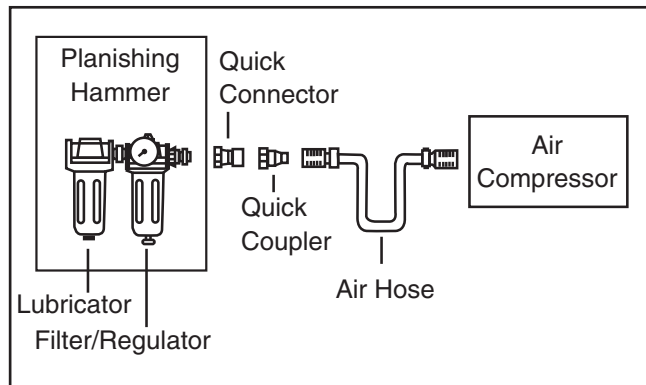 Planishing
Hammer
Quick
Connector
Air
Compressor
Quick
Coupler
Air Hose
Lubricator
Filter/Regulator